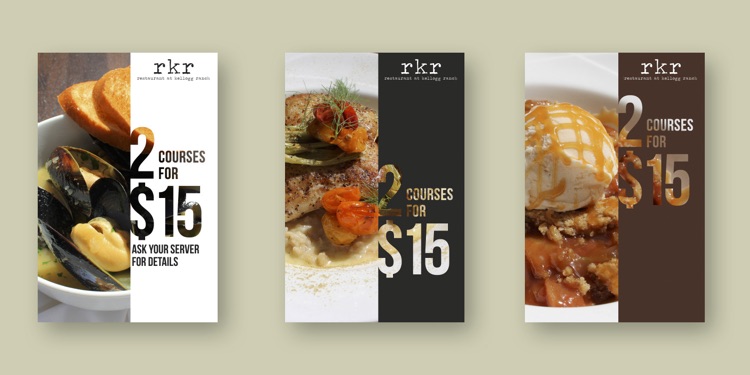 rkr
restaurant at kellogg ranch
2 COURSES
FOR
$15
ASK YOUR SERVER
FOR DETAILS
rkr
restaurant at kellogg ranch
2 COURSES
FOR
$15
rkr
restaurant at kellogg ranch
2 COURSES
FOR
$15